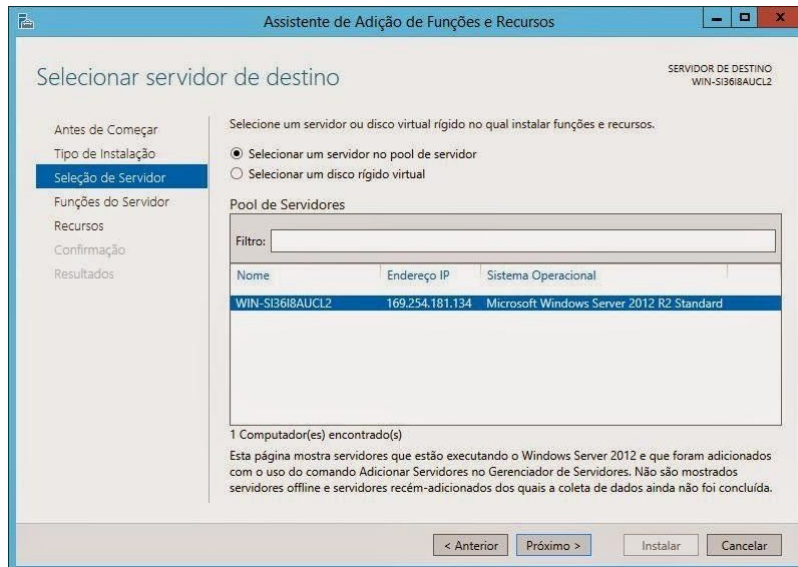 Assistente de Adição de Funções e Recursos
Selecionar servidor de destino
SERVIDOR DE DESTINO
WIN-SI36I8AUCL2
Antes de Começar
Tipo de Instalação
Seleção de Servidor
Funções do Servidor
Recursos
Confirmação
Resultados
Selecione um servidor ou disco virtual rígido no qual instalar funções e recursos.
Selecionar um servidor no pool de servidor
Selecionar um disco rígido virtual
Pool de Servidores
Filtro:
Nome Endereço IP Sistema Operacional
WIN-SI36I8AUCL2 169.254.181.134 Microsoft Windows Server 2012 R2 Standard
1 Computador(es) encontrado(s)
Esta página mostra servidores que estão executando o Windows Server 2012 e que foram adicionados
com o uso do comando Adicionar Servidores no Gerenciador de Servidores. Não são mostrados
servidores offline e servidores recém-adicionados dos quais a coleta de dados ainda não foi concluída.
< Anterior Próximo > Instalar Cancelar